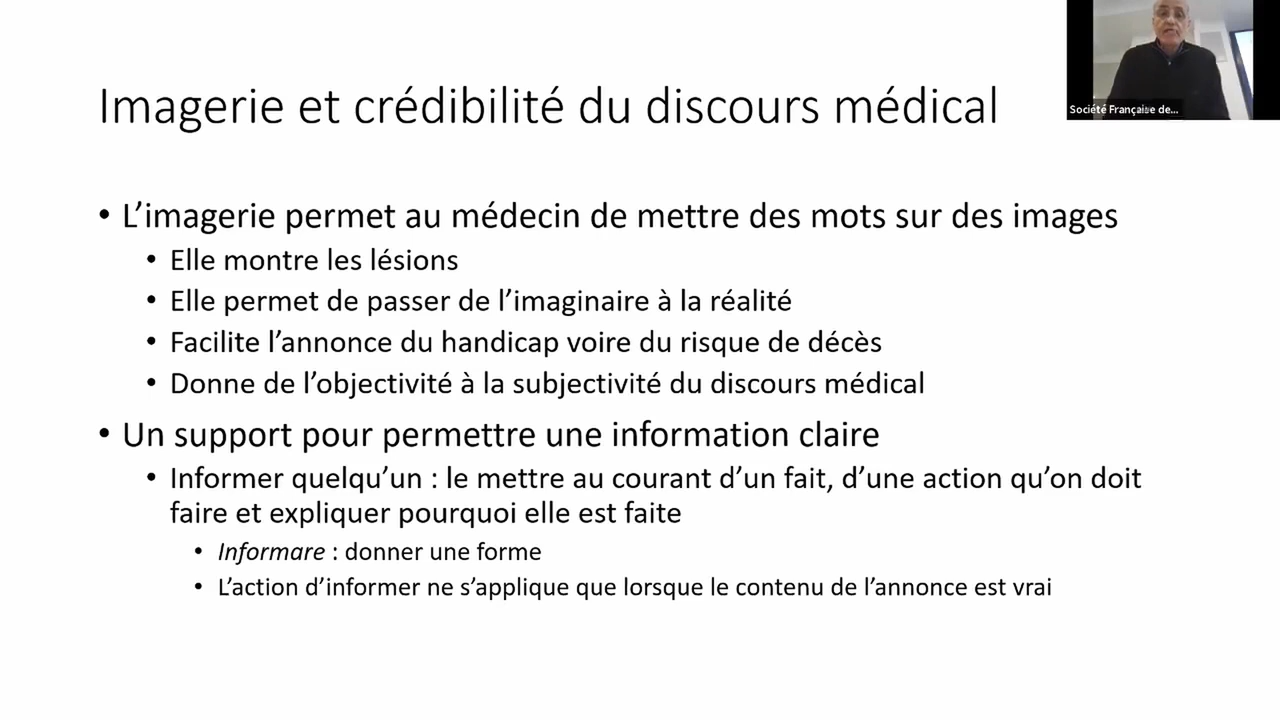 Imagerie et crédibilité du discours médical
Société Française de...
• L’imagerie permet au médecin de mettre des mots sur des images
• Elle montre les lésions
• Elle permet de passer de l’imaginaire à la réalité
• Facilite l’annonce du handicap voire du risque de décès
• Donne de l’objectivité à la subjectivité du discours médical
• Un support pour permettre une information claire
• Informer quelqu’un : le mettre au courant d’un fait, d’une action qu’on doit
faire et expliquer pourquoi elle est faite
• Informare : donner une forme
• L’action d’informer ne s’applique que lorsque le contenu de l’annonce est vrai